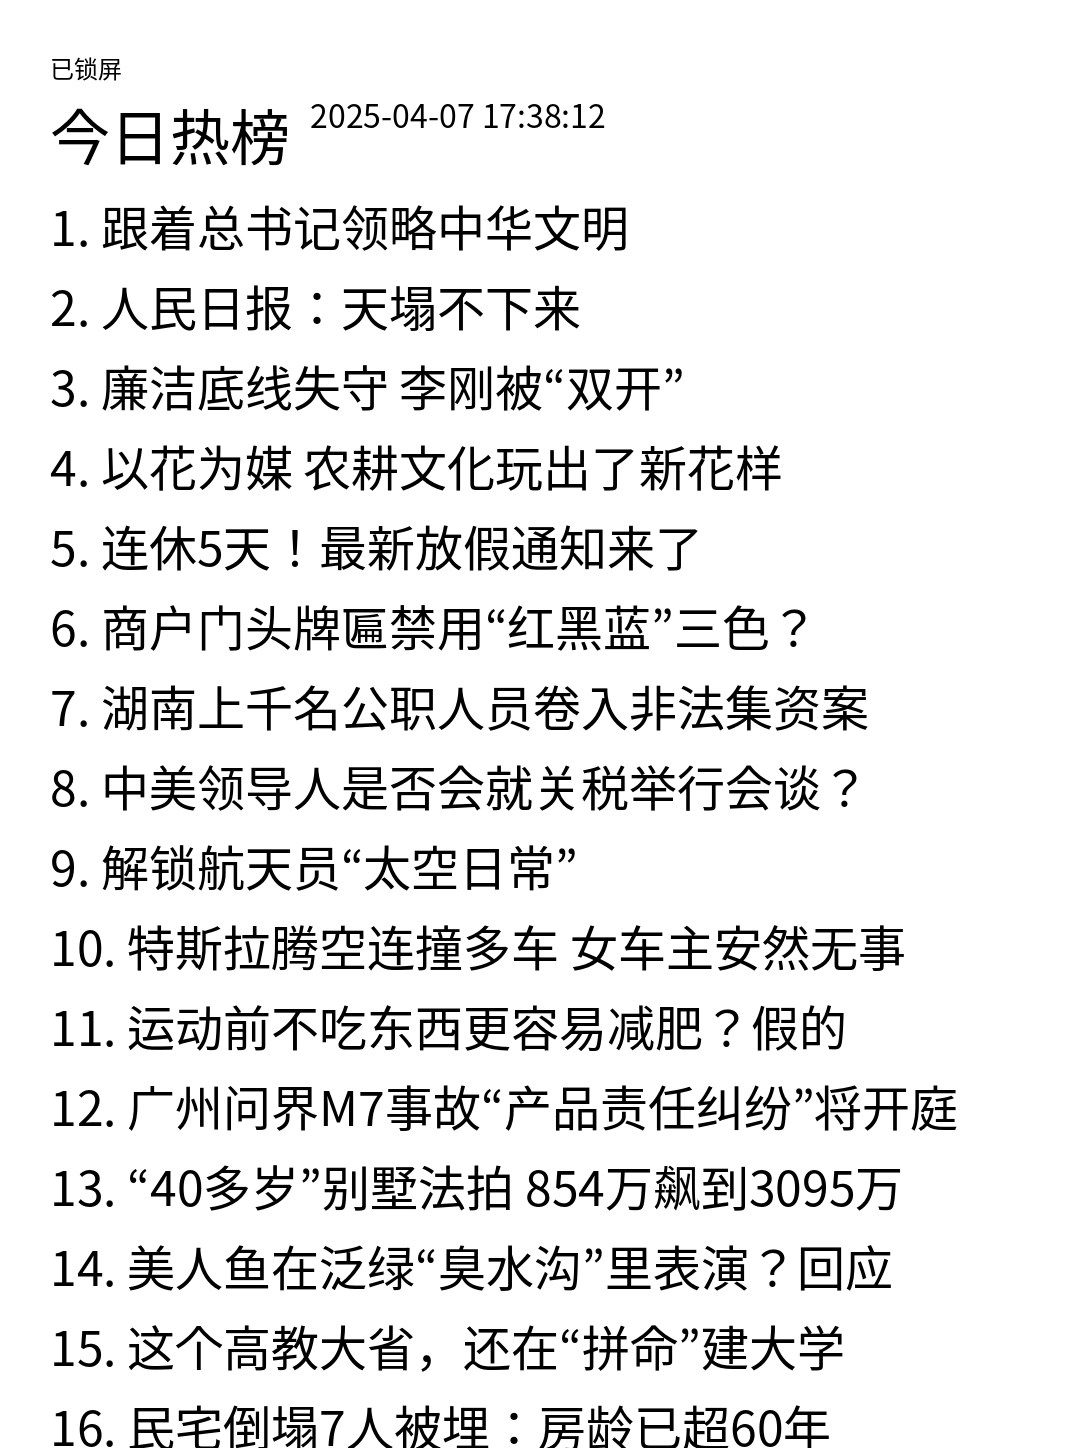 已锁屏
今日热榜 2025-04-07 17:38:12
1. 跟着总书记领略中华文明
2. 人民日报：天塌不下来
3. 廉洁底线失守 李刚被“双开”
4. 以花为媒 农耕文化玩出了新花样
5. 连休5天！最新放假通知来了
6. 商户门头牌匾禁用“红黑蓝”三色？
7. 湖南上千名公职人员卷入非法集资案
8. 中美领导人是否会就关税举行会谈？
9. 解锁航天员“太空日常”
10. 特斯拉腾空连撞多车 女车主安然无事
11. 运动前不吃东西更容易减肥？假的
12. 广州问界M7事故“产品责任纠纷”将开庭
13. “40多岁”别墅法拍 854万飙到3095万
14. 美人鱼在泛绿“臭水沟”里表演？回应
15. 这个高教大省，还在“拼命”建大学
16. 民宅倒塌7人被埋：房龄已超60年